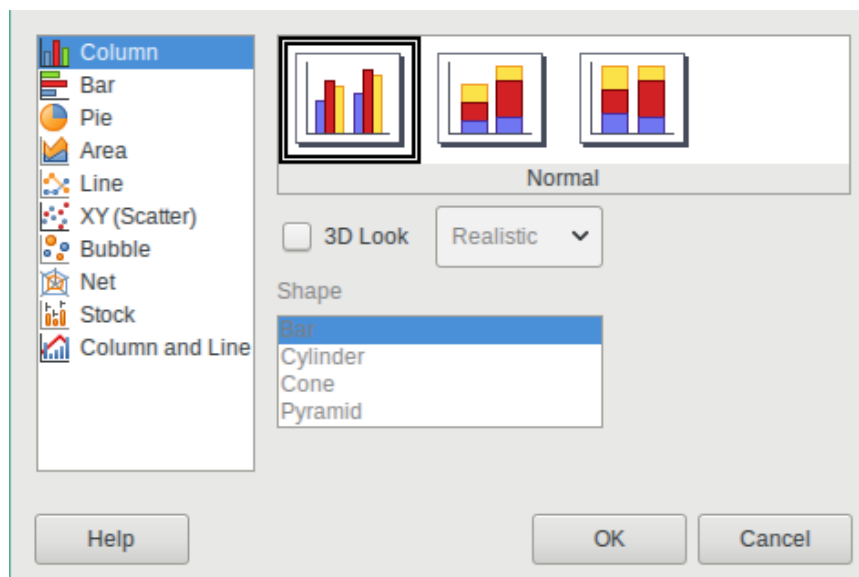 Column
Bar
Pie
Area
Line
XY (Scatter)
Bubble
Net
Stock
Column and Line
Normal
3D Look
Realistic
Shape
Bar
Cylinder
Cone
Pyramid
Help
OK
Cancel